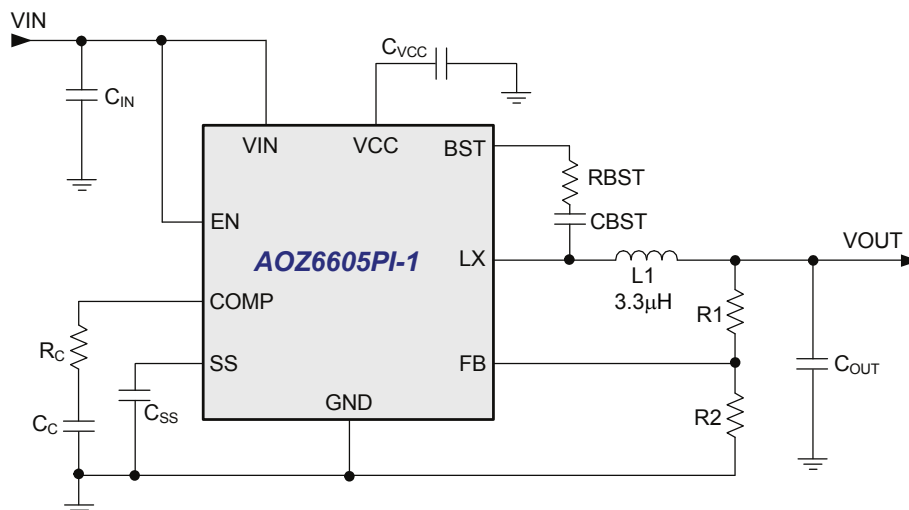 VIN
CVCC
CIN
VIN
VCC
BST
RBST
EN
CBST
AOZ6605PI-1
LX
VOUT
L1
3.3µH
COMP
R1
RC
SS
FB
COUT
CSS
GND
CC
R2